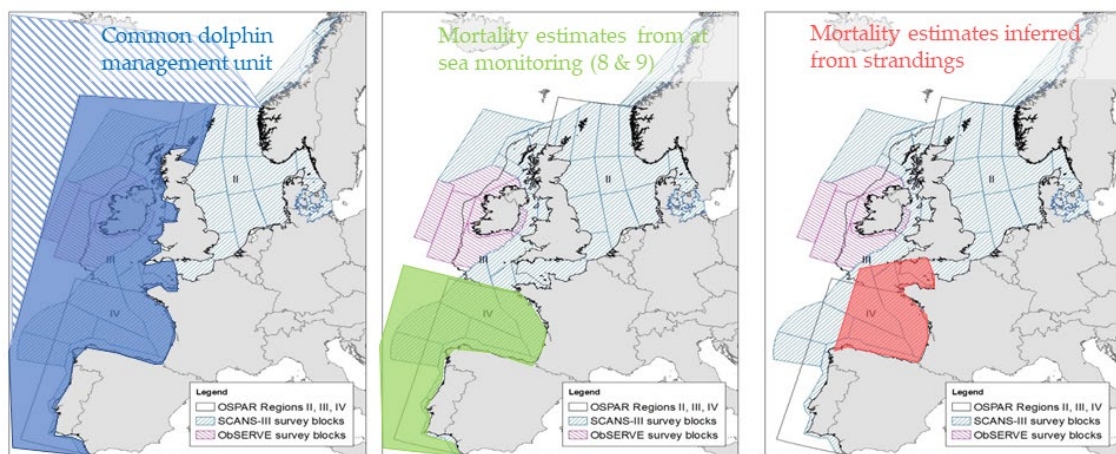 Common dolphin
management unit
II
III
IV
Legend
OSPAR Regions II, III, IV
SCANS-III survey blocks
ObSERVE survey blocks
Mortality estimates from at
sea monitoring (8 & 9)
II
III
IV
Legend
OSPAR Regions II, III, IV
SCANS-III survey blocks
ObSERVE survey blocks
Mortality estimates inferred
from strandings
II
III
IV
Legend
OSPAR Regions II, III, IV
SCANS-III survey blocks
ObSERVE survey blocks